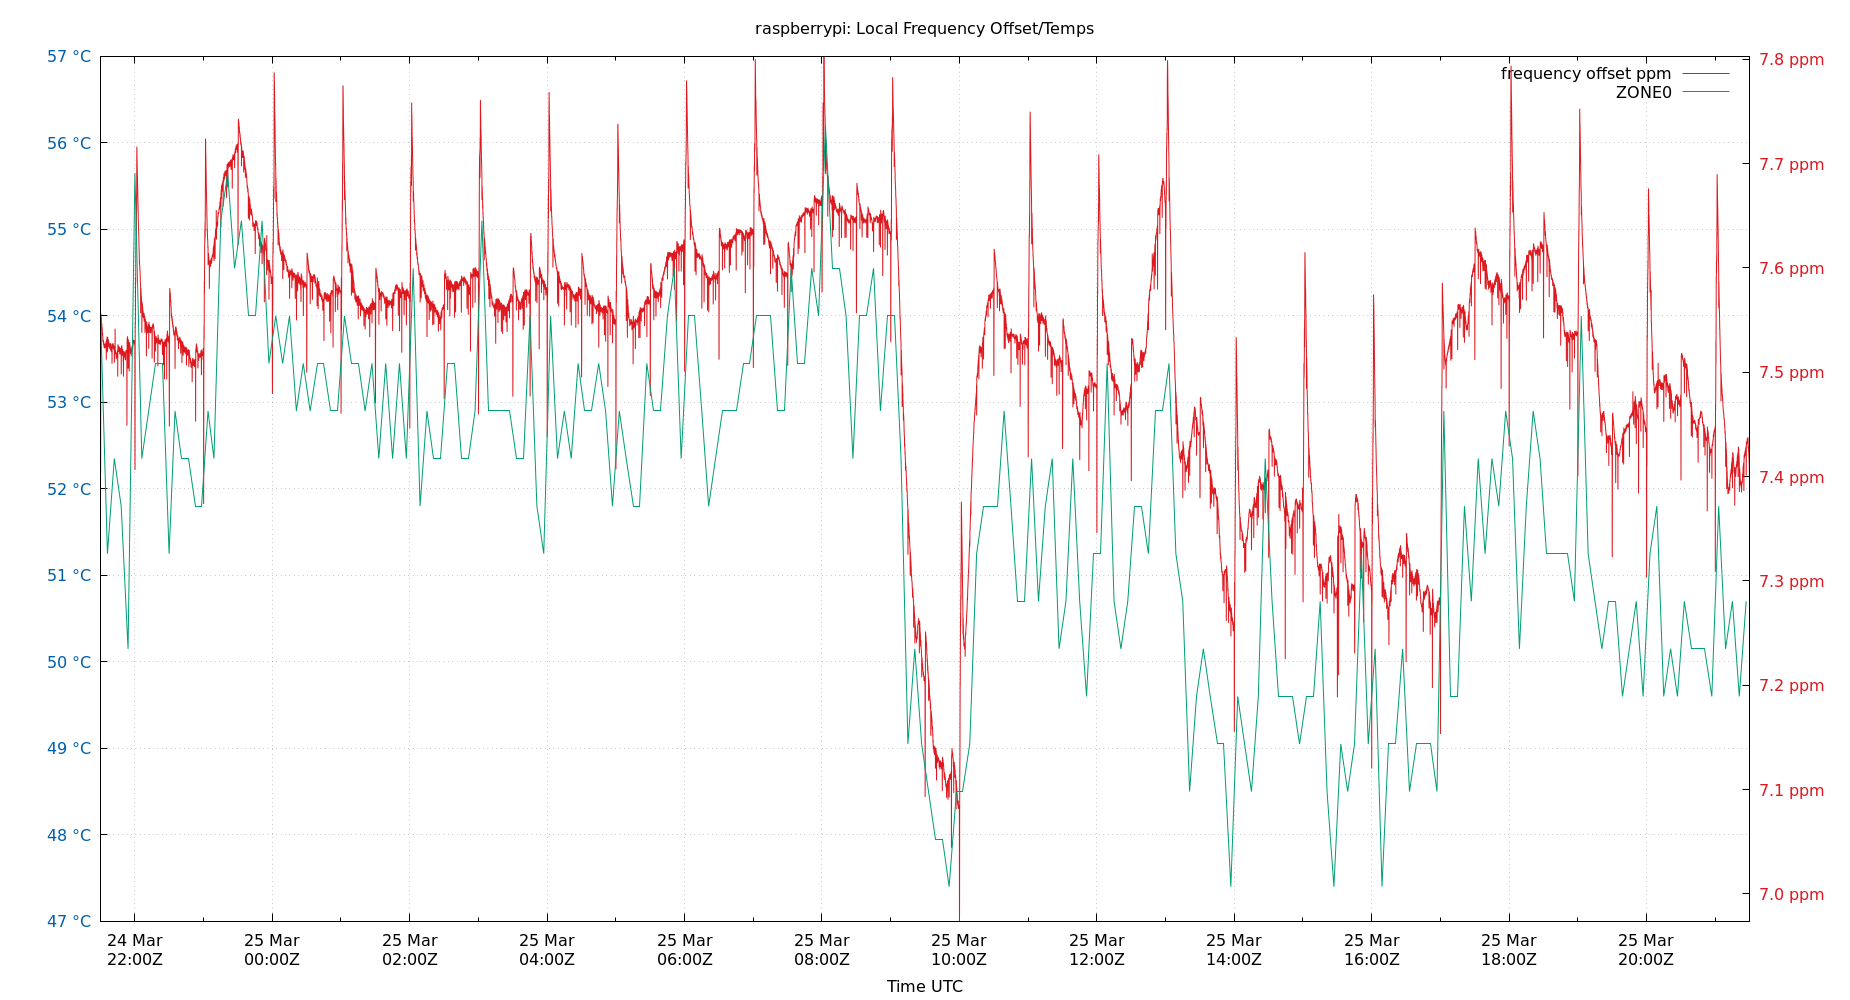 raspberrypi: Local Frequency Offset/Temps
57 °C
56 °C
55 °C
54 °C
53 °C
52 °C
51 °C
50 °C
49 °C
48 °C
47 °C
7.8 ppm
7.7 ppm
7.6 ppm
7.5 ppm
7.4 ppm
7.3 ppm
7.2 ppm
7.1 ppm
7.0 ppm
frequency offset ppm
ZONE0
24 Mar
22:00Z
25 Mar
00:00Z
25 Mar
02:00Z
25 Mar
04:00Z
25 Mar
06:00Z
25 Mar
08:00Z
25 Mar
10:00Z
25 Mar
12:00Z
25 Mar
14:00Z
25 Mar
16:00Z
25 Mar
18:00Z
25 Mar
20:00Z
Time UTC